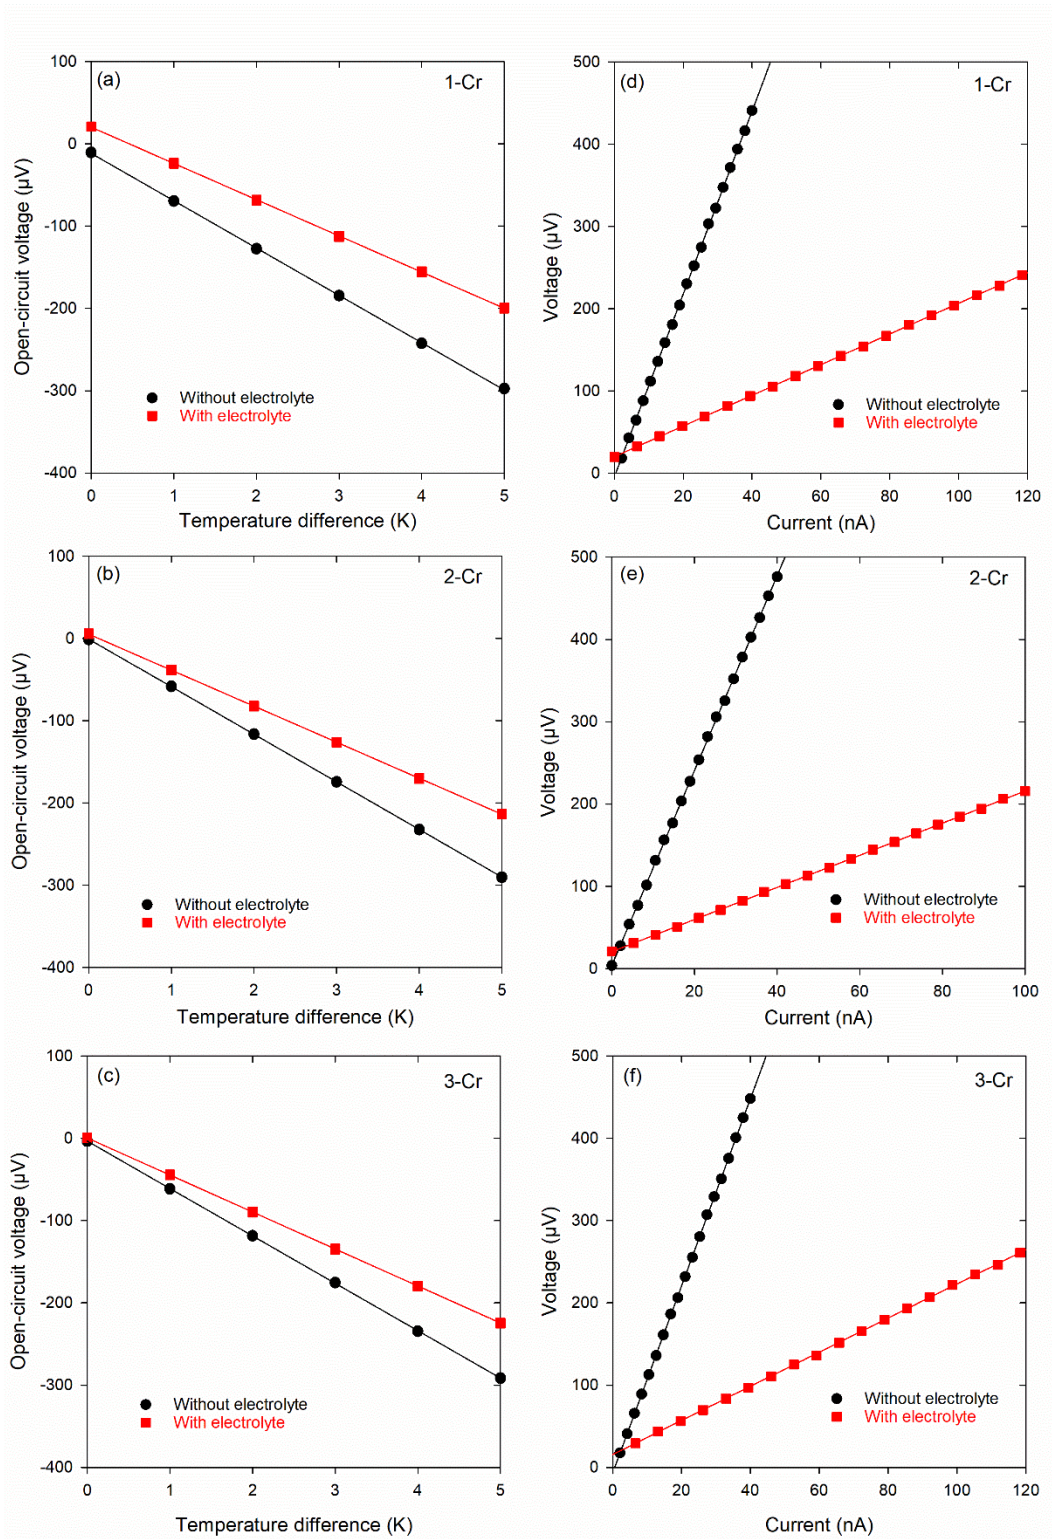 (a)
1-Cr
100
0
-100
-200
-300
-400
Open-circuit voltage (µV)
Without electrolyte
With electrolyte
0 1 2 3 4 5
Temperature difference (K)
(d)
1-Cr
500
400
300
200
100
0
Voltage (µV)
Without electrolyte
With electrolyte
0 20 40 60 80 100 120
Current (nA)
(b)
2-Cr
100
0
-100
-200
-300
-400
Open-circuit voltage (µV)
Without electrolyte
With electrolyte
0 1 2 3 4 5
Temperature difference (K)
(e)
2-Cr
500
400
300
200
100
0
Voltage (µV)
Without electrolyte
With electrolyte
0 20 40 60 80 100
Current (nA)
(c)
3-Cr
100
0
-100
-200
-300
-400
Open-circuit voltage (µV)
Without electrolyte
With electrolyte
0 1 2 3 4 5
Temperature difference (K)
(f)
3-Cr
500
400
300
200
100
0
Voltage (µV)
Without electrolyte
With electrolyte
0 20 40 60 80 100 120
Current (nA)